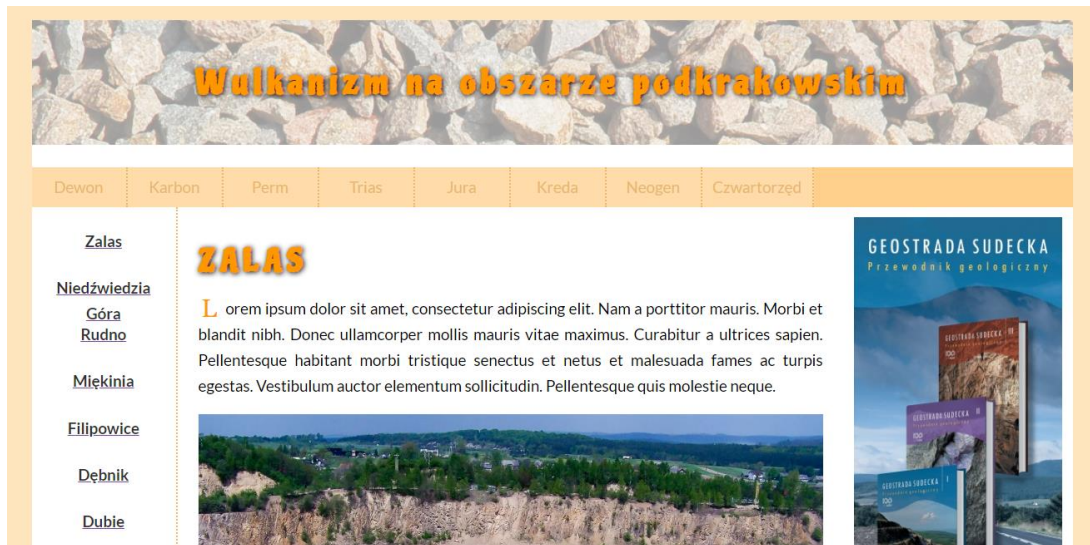 Wulkanizm na obszarze podkrakowskim
Dewon Karbon Perm Trias Jura Kreda Neogen Czwartorzęd
Zalas
Niedźwiedzia
Góra
Rudno
Miękinia
Filipowice
Dębnik
Dubie
ZALAS
Lorem ipsum dolor sit amet, consectetur adipiscing elit. Nam a porttitor mauris. Morbi et
blandit nibh. Donec ullamcorper mollis mauris vitae maximus. Curabitur a ultrices sapien.
Pellentesque habitant morbi tristique senectus et netus et malesuada fames ac turpis
egestas. Vestibulum auctor elementum sollicitudin. Pellentesque quis molestie neque.
GEOSTRADA SUDECKA
Przewodnik geologiczny
GEOSTRADA SUDECKA III
GEOSTRADA SUDECKA II
GEOSTRADA SUDECKA I